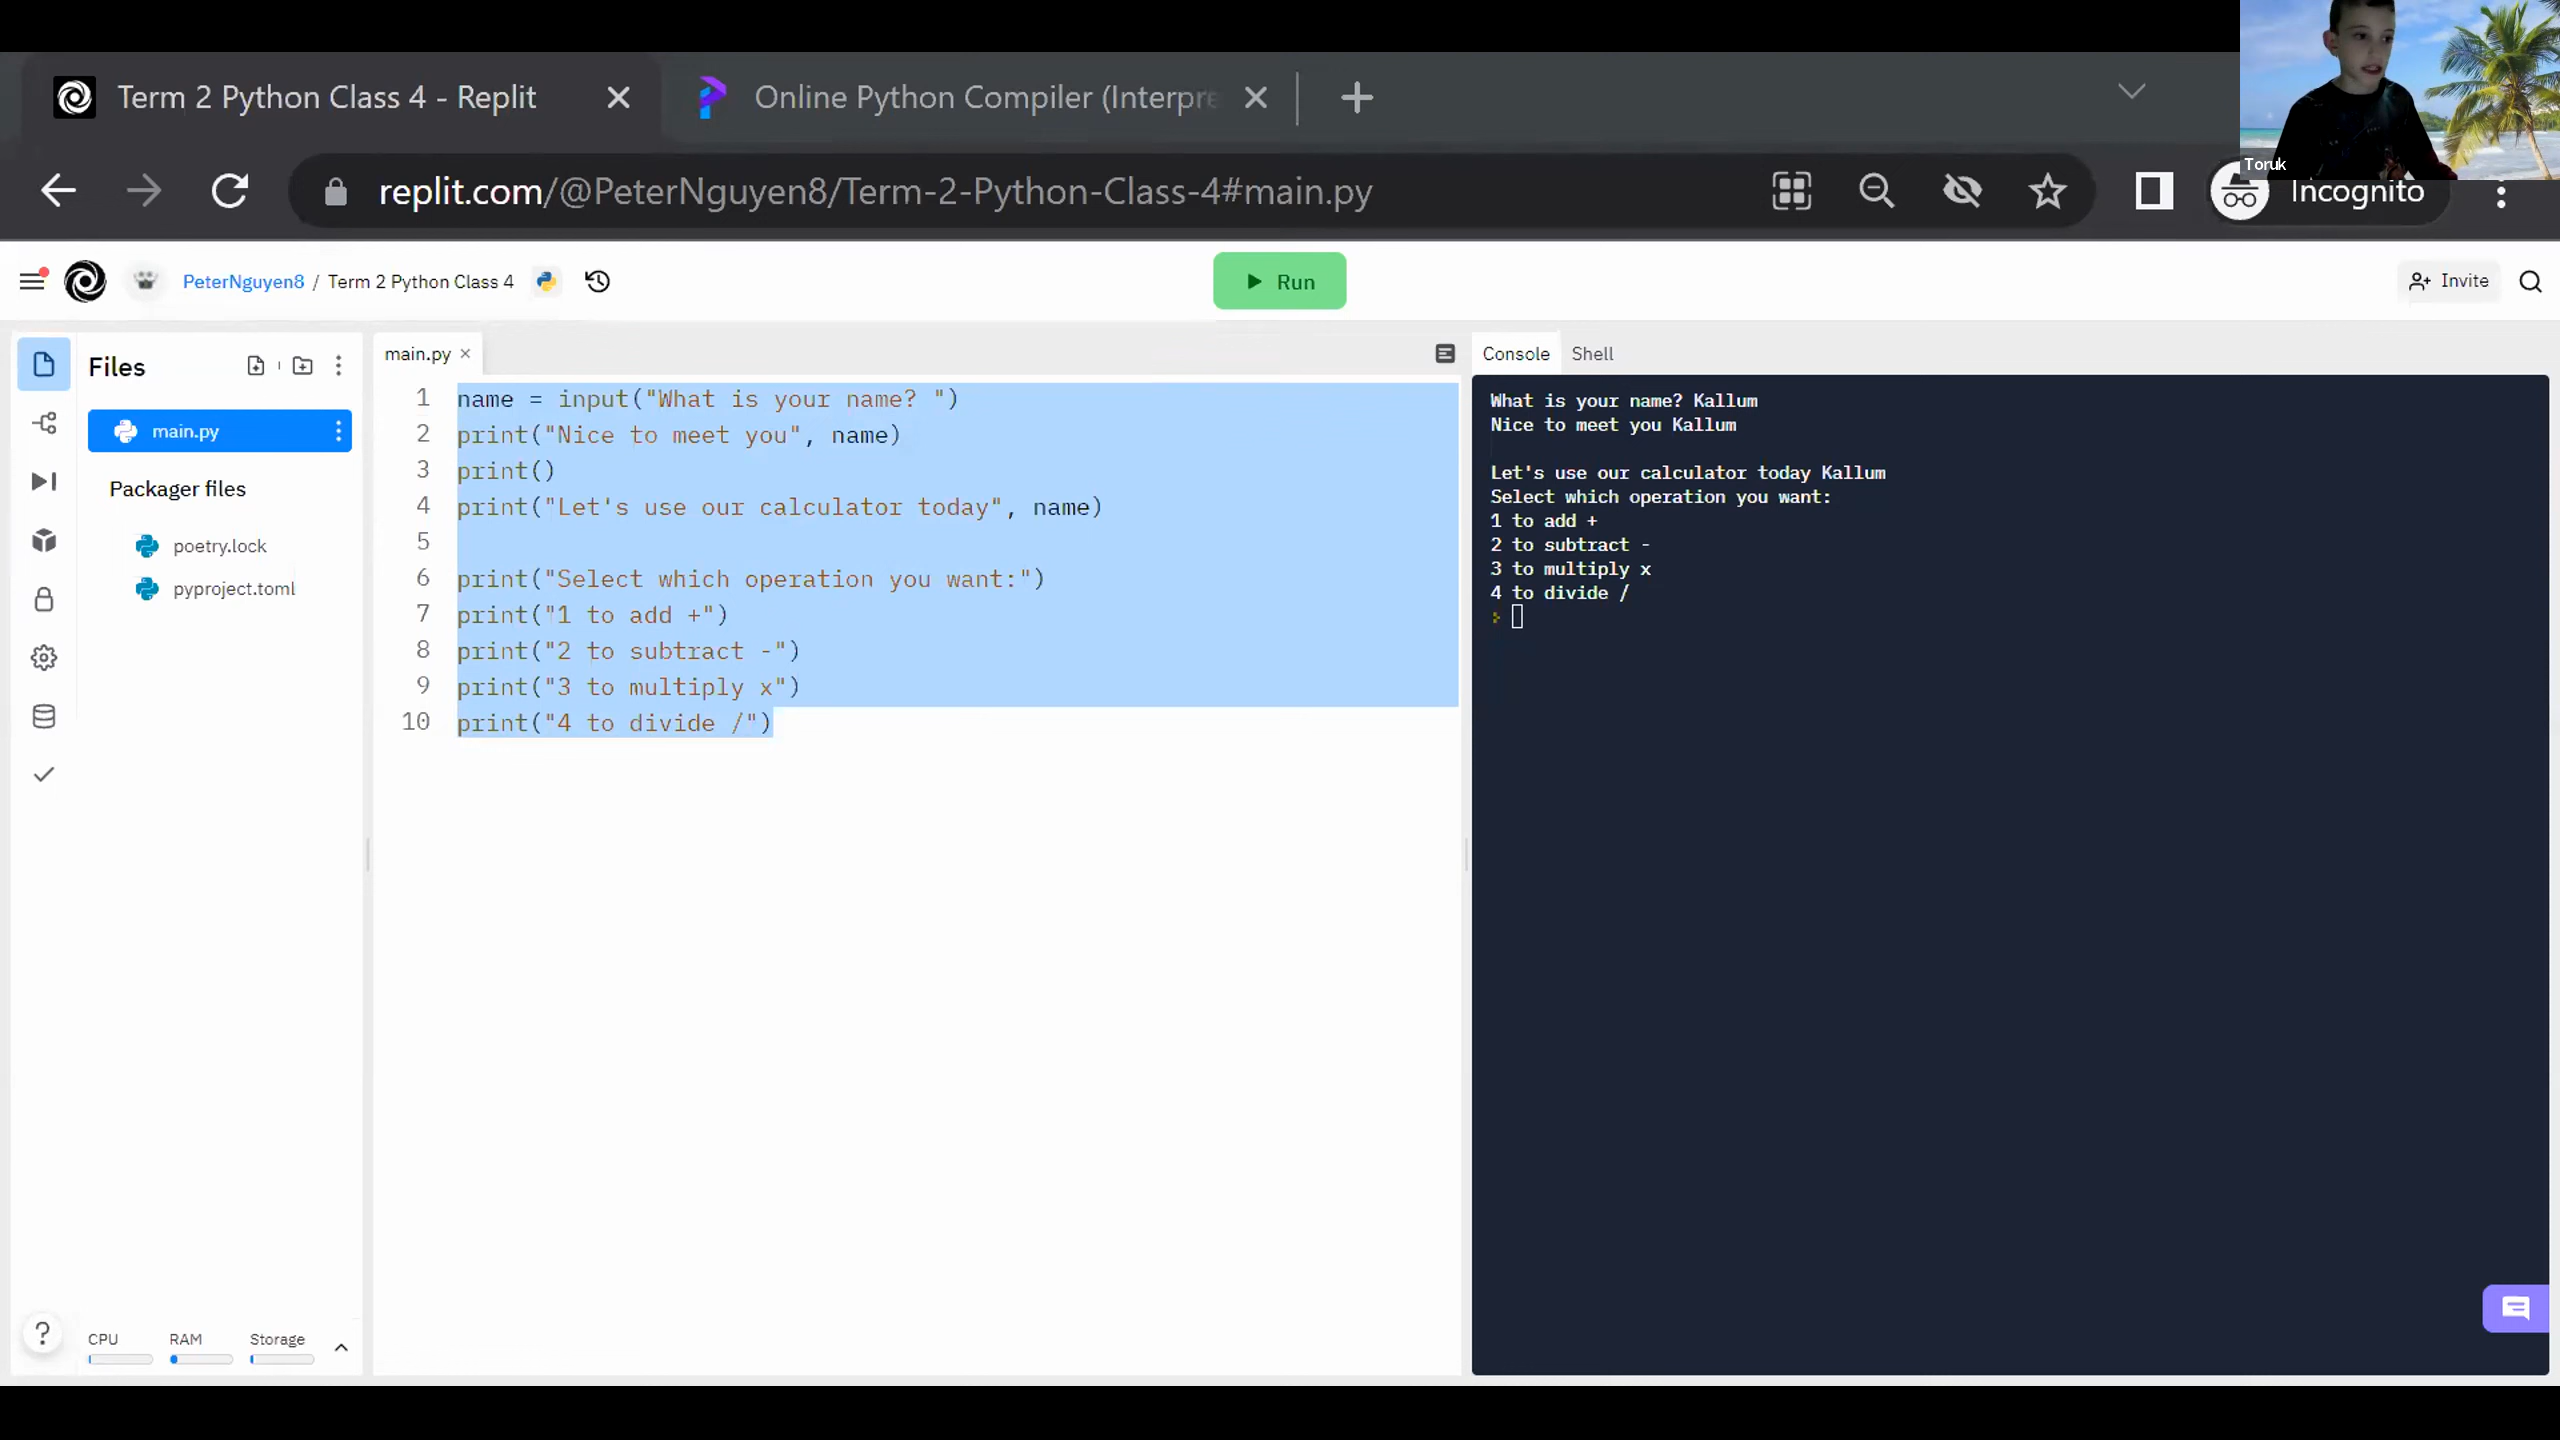 Term 2 Python Class 4 - Replit
Online Python Compiler (Interpre
replit.com/@PeterNguyen8/Term-2-Python-Class-4#main.py
Incognito
Toruk
PeterNguyen8 / Term 2 Python Class 4
Run
Invite
Files
main.py
Packager files
poetry.lock
pyproject.toml
main.py
1 name = input("What is your name? ")
2 print("Nice to meet you", name)
3 print()
4 print("Let's use our calculator today", name)
5
6 print("Select which operation you want:")
7 print("1 to add +")
8 print("2 to subtract -")
9 print("3 to multiply x")
10 print("4 to divide /")
Console Shell
What is your name? Kallum
Nice to meet you Kallum
Let's use our calculator today Kallum
Select which operation you want:
1 to add +
2 to subtract -
3 to multiply x
4 to divide /
?
CPU RAM Storage